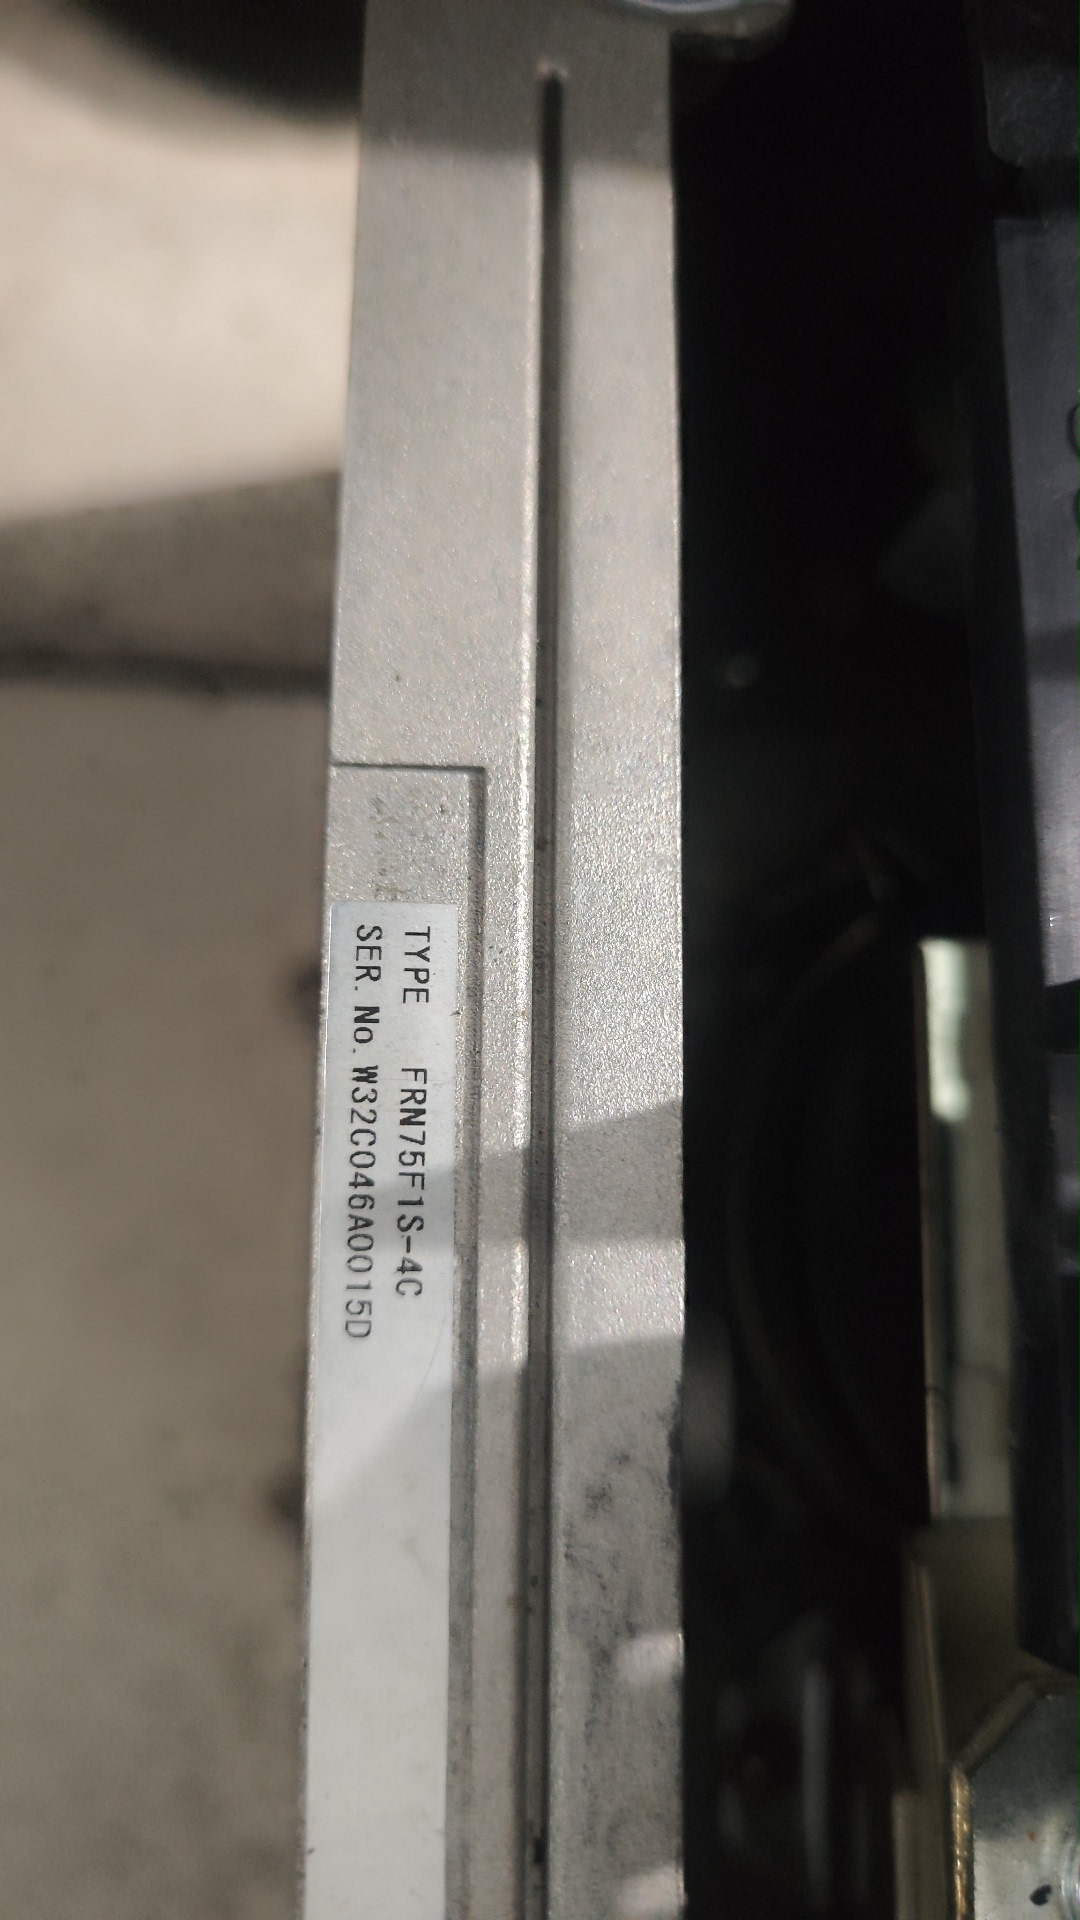 TYPE FRN75F1S-4C
SER. No. W32C046A0015D